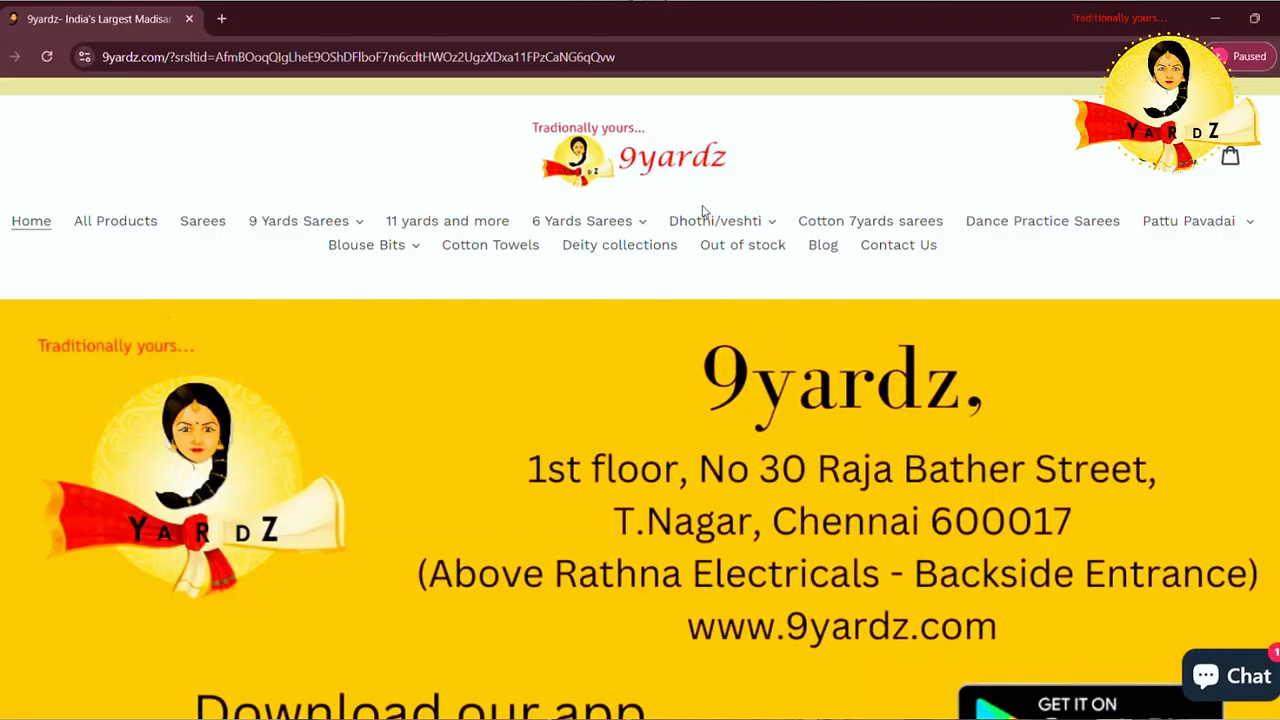 9yardz- India's Largest Madisar
Traditionally yours...
9yardz.com/?srsltid=AfmBOoqQIgLheE9OShDFlboF7m6cdtHWOz2UgzXDxa11FPzCaNG6qQvw
Paused
YARDZ
Tradionally yours...
9yardz
Home All Products Sarees 9 Yards Sarees 11 yards and more 6 Yards Sarees Dhothi/veshti Cotton 7yards sarees Dance Practice Sarees Pattu Pavadai
Blouse Bits Cotton Towels Deity collections Out of stock Blog Contact Us
Traditionally yours...
YARDZ
9yardz,
1st floor, No 30 Raja Bather Street,
T.Nagar, Chennai 600017
(Above Rathna Electricals - Backside Entrance)
www.9yardz.com
Download our app
GET IT ON
Chat
1